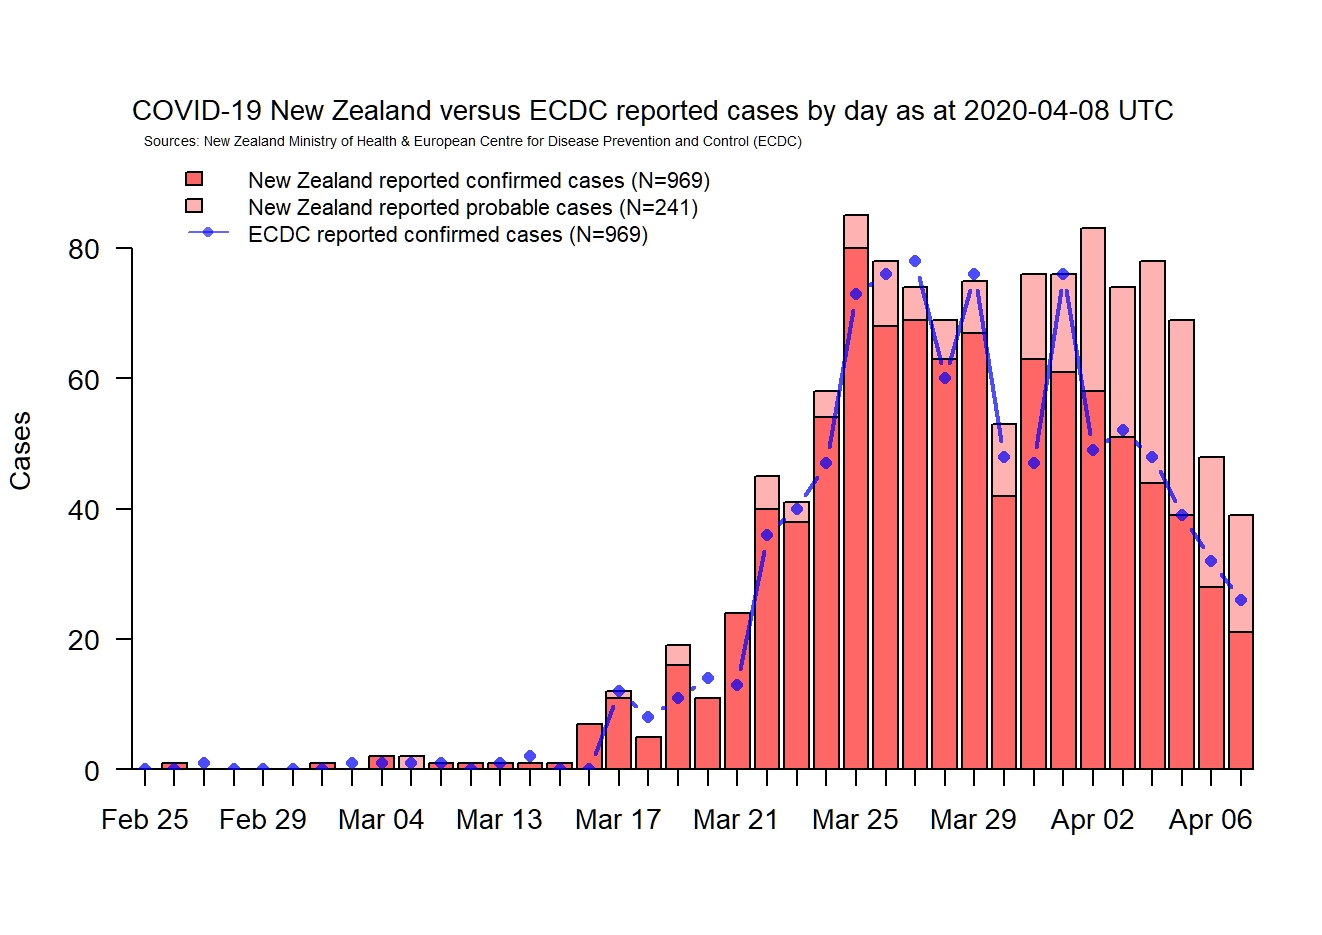 COVID-19 New Zealand versus ECDC reported cases by day as at 2020-04-08 UTC
Sources: New Zealand Ministry of Health & European Centre for Disease Prevention and Control (ECDC)
New Zealand reported confirmed cases (N=969)
New Zealand reported probable cases (N=241)
ECDC reported confirmed cases (N=969)
80
60
40
20
0
Cases
Feb 25 Feb 29 Mar 04 Mar 13 Mar 17 Mar 21 Mar 25 Mar 29 Apr 02 Apr 06